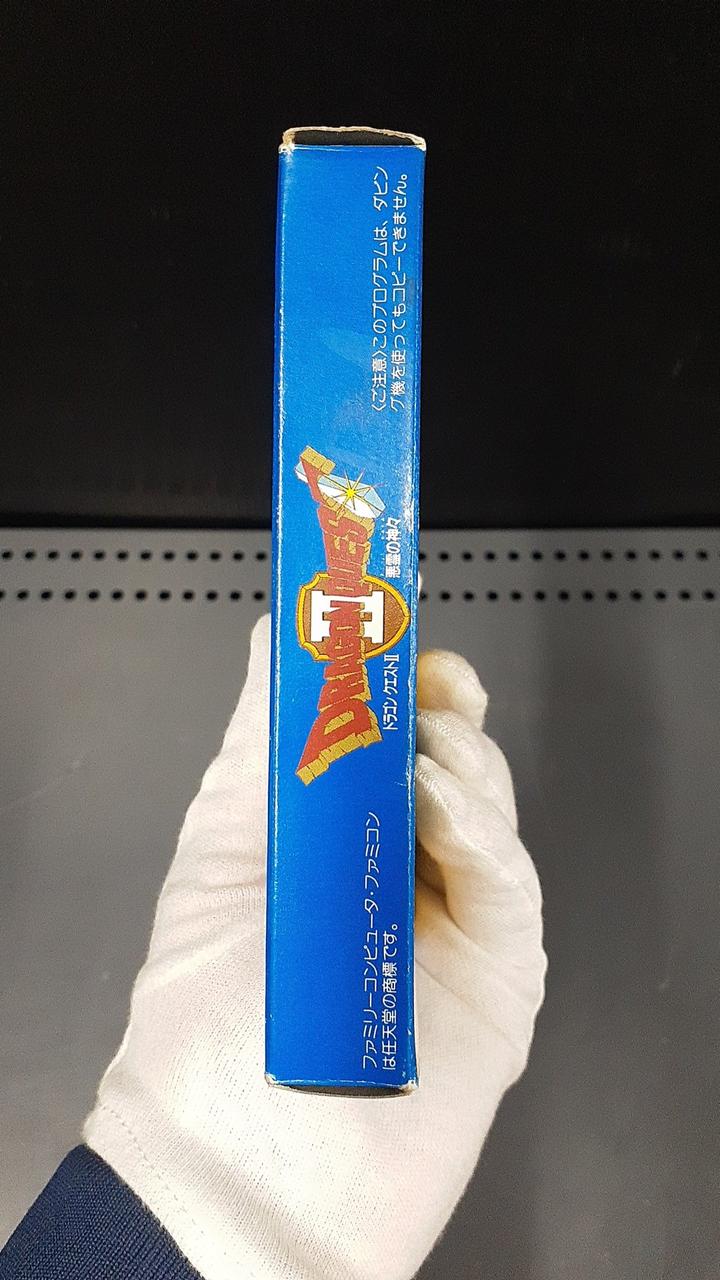 ファミリーコンピュータ・ファミコン
は任天堂の商標です。
DRAGON QUEST
II
ドラゴンクエストII 悪霊の神々
〈ご注意〉このプログラムは、ダビン
グ機を使ってもコピーできません。